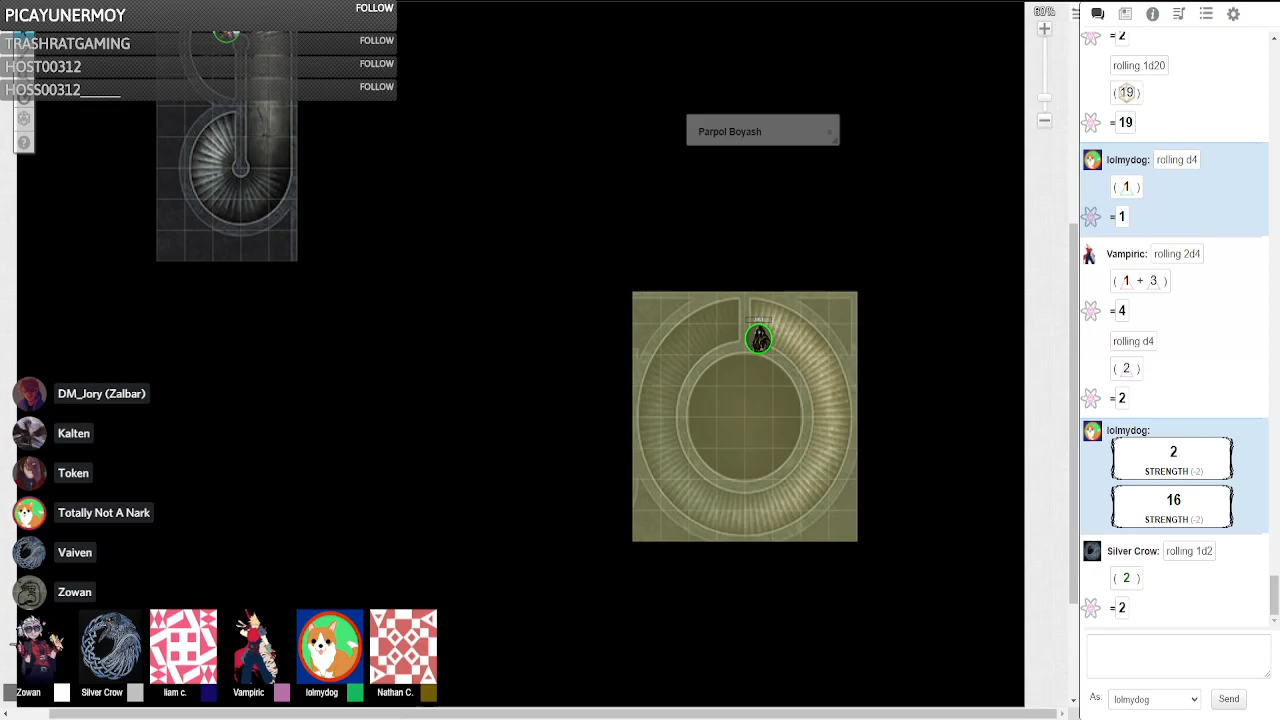 PICAYUNERMOY FOLLOW
TRASHRATGAMING FOLLOW
HOST00312 FOLLOW
HOSS00312_____ FOLLOW
60%
Parpol Boyash
DM_Jory (Zalbar)
Kalten
Token
Totally Not A Nark
Vaiven
Zowan
Zowan
Silver Crow
liam c.
Vampiric
lolmydog
Nathan C.
=2
rolling 1d20
(19)
=19
lolmydog: rolling d4
(1)
=1
Vampiric: rolling 2d4
(1+3)
=4
rolling d4
(2)
=2
lolmydog:
2
STRENGTH (-2)
16
STRENGTH (-2)
Silver Crow: rolling 1d2
(2)
=2
As: lolmydog Send